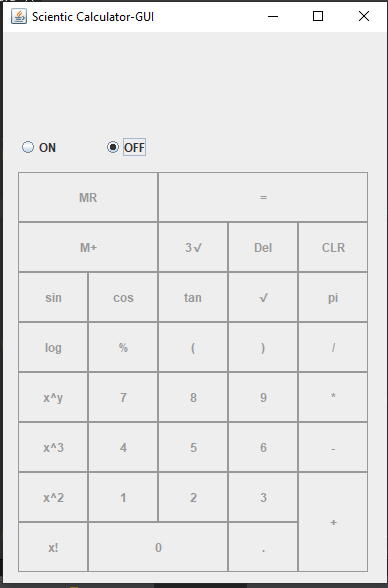 Scientic Calculator-GUI
ON OFF
MR =
M+ 3√ Del CLR
sin cos tan √ pi
log % ( ) /
x^y 7 8 9 *
x^3 4 5 6 -
x^2 1 2 3
+
x! 0 .